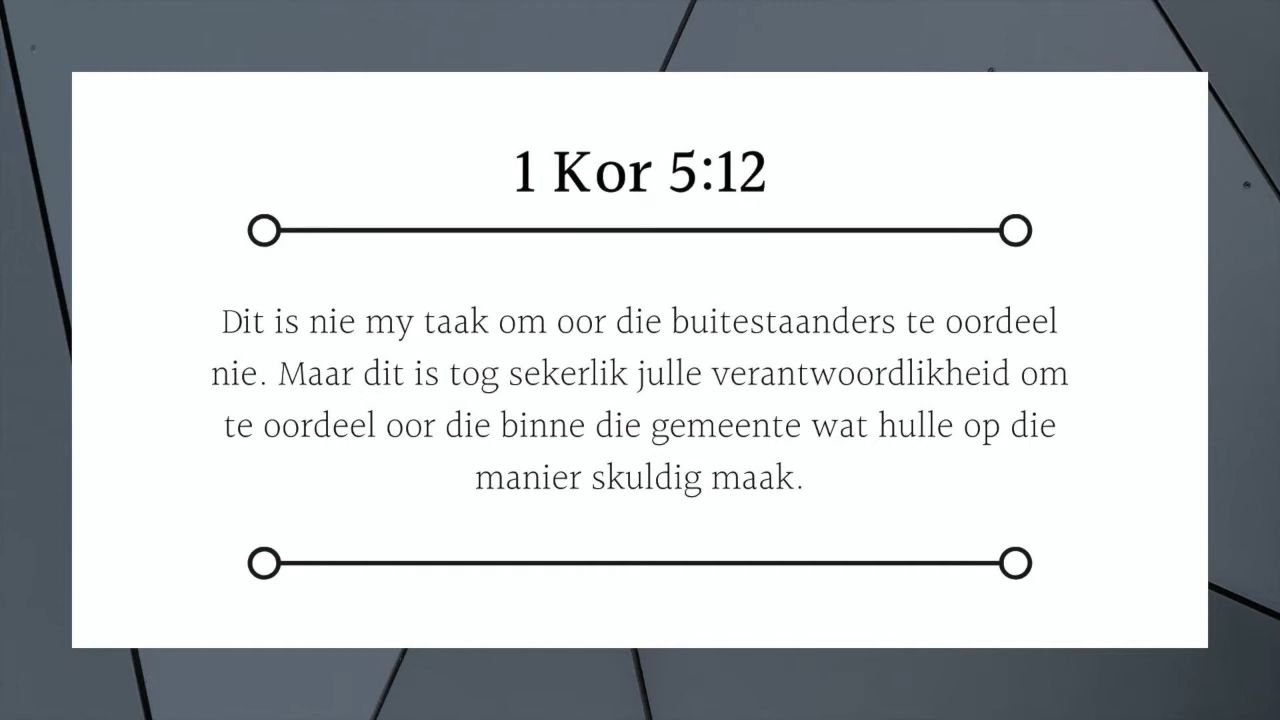 1 Kor 5:12
Dit is nie my taak om oor die buitestaanders te oordeel
nie. Maar dit is tog sekerlik julle verantwoordlikheid om
te oordeel oor die binne die gemeente wat hulle op die
manier skuldig maak.